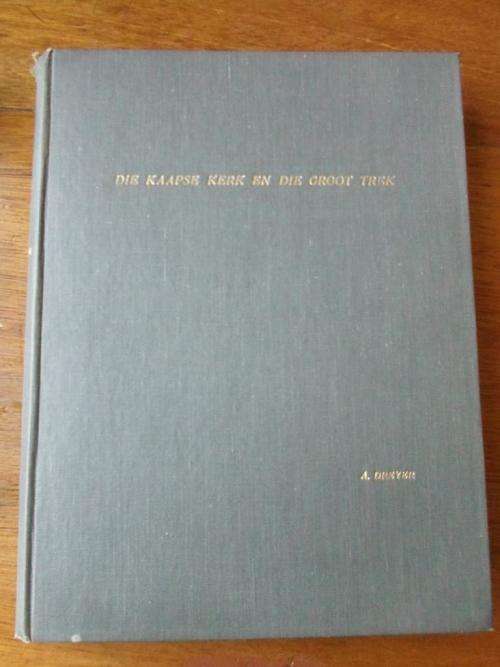 DIE KAAPSE KERK EN DIE GROOT TREK
A. DREYER